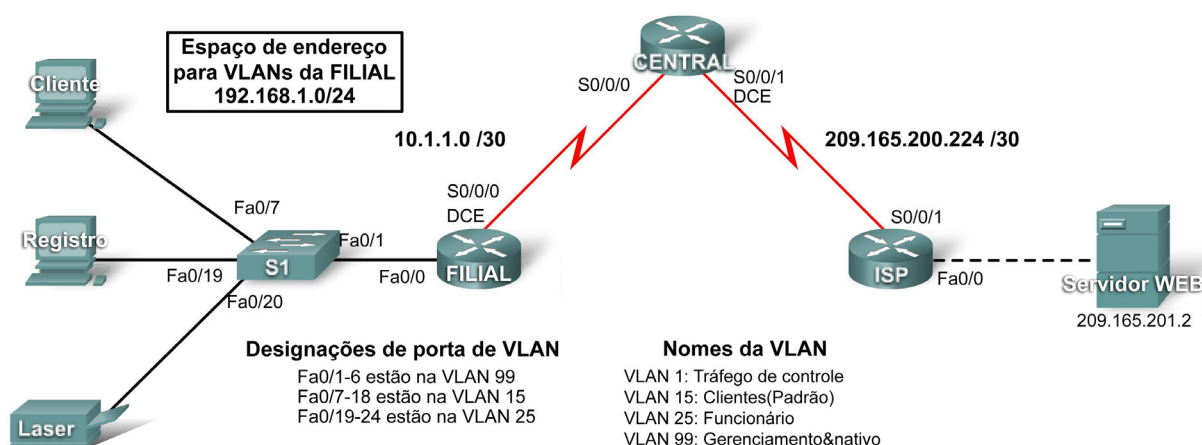 Espaço de endereço
para VLANs da FILIAL
192.168.1.0/24
Cliente
CENTRAL
S0/0/0
S0/0/1
DCE
10.1.1.0 /30
209.165.200.224 /30
Fa0/7
S0/0/0
DCE
S0/0/1
Registro
Fa0/19
S1
Fa0/1
Fa0/0
FILIAL
ISP
Fa0/0
Servidor WEB
209.165.201.2
Fa0/20
Laser
Designações de porta de VLAN
Fa0/1-6 estão na VLAN 99
Fa0/7-18 estão na VLAN 15
Fa0/19-24 estão na VLAN 25
Nomes da VLAN
VLAN 1: Tráfego de controle
VLAN 15: Clientes(Padrão)
VLAN 25: Funcionário
VLAN 99: Gerenciamento&nativo